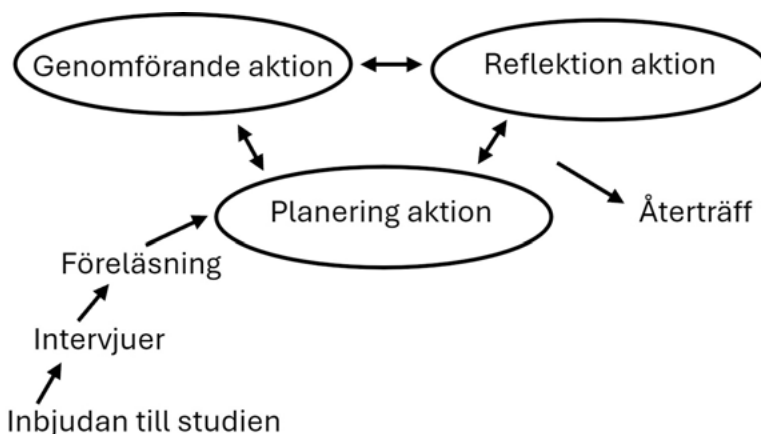 Genomförande aktion
Reflektion aktion
Planering aktion
Återträff
Föreläsning
Intervjuer
Inbjudan till studien